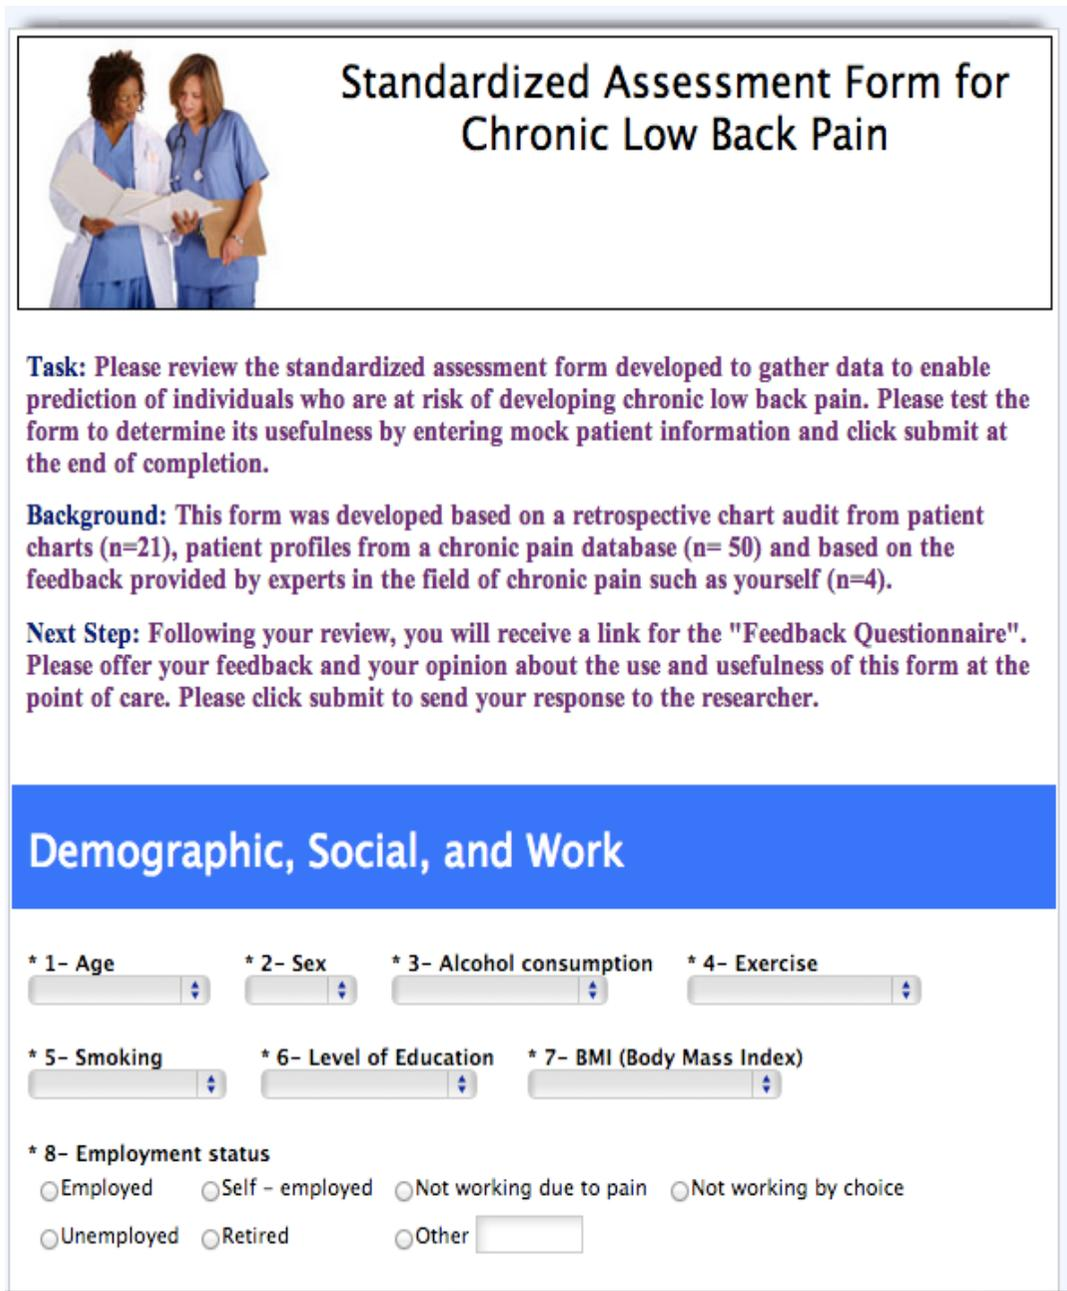 Standardized Assessment Form for
Chronic Low Back Pain
Task: Please review the standardized assessment form developed to gather data to enable
prediction of individuals who are at risk of developing chronic low back pain. Please test the
form to determine its usefulness by entering mock patient information and click submit at
the end of completion.
Background: This form was developed based on a retrospective chart audit from patient
charts (n=21), patient profiles from a chronic pain database (n= 50) and based on the
feedback provided by experts in the field of chronic pain such as yourself (n=4).
Next Step: Following your review, you will receive a link for the "Feedback Questionnaire".
Please offer your feedback and your opinion about the use and usefulness of this form at the
point of care. Please click submit to send your response to the researcher.
Demographic, Social, and Work
* 1- Age * 2- Sex * 3- Alcohol consumption * 4- Exercise
* 5- Smoking * 6- Level of Education * 7- BMI (Body Mass Index)
* 8- Employment status
Employed Self - employed Not working due to pain Not working by choice
Unemployed Retired Other